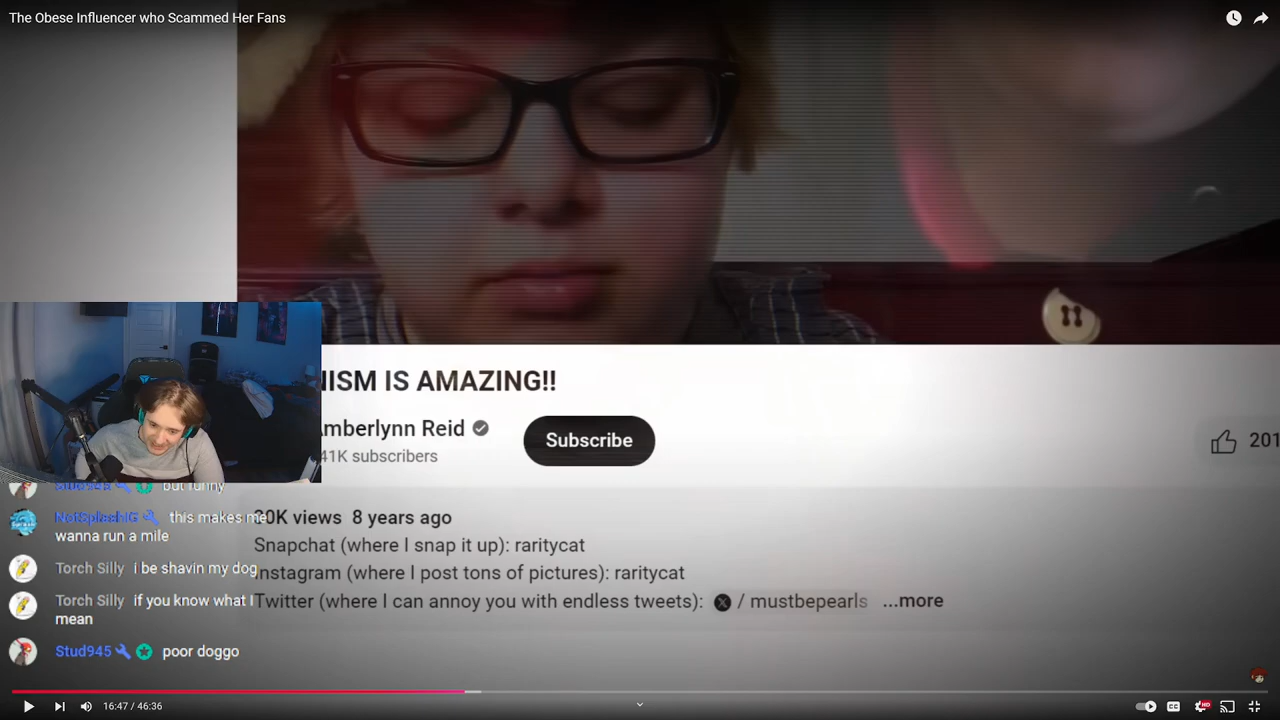 The Obese Influencer who Scammed Her Fans
NISM IS AMAZING!!
mberlynn Reid
Subscribe
41K subscribers
201
but funny
this makes me
wanna run a mile
0K views 8 years ago
Snapchat (where I snap it up): raritycat
Torch Silly i be shavin my dog
Instagram (where I post tons of pictures): raritycat
Torch Silly if you know what I
mean
Twitter (where I can annoy you with endless tweets): X / mustbepearls ...more
Stud945 poor doggo
16:47 / 46:36
CC
HD